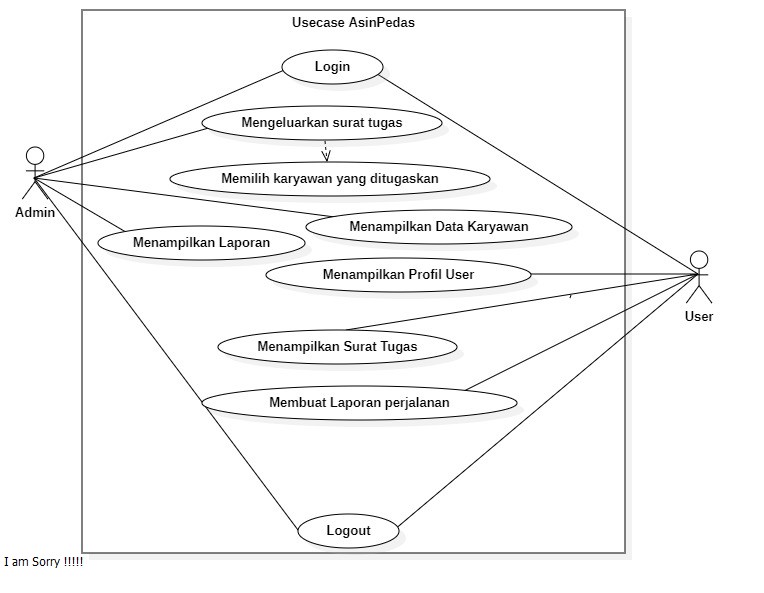 Usecase AsinPedas
Login
Mengeluarkan surat tugas
Memilih karyawan yang ditugaskan
Admin
Menampilkan Data Karyawan
Menampilkan Laporan
Menampilkan Profil User
User
Menampilkan Surat Tugas
Membuat Laporan perjalanan
Logout
I am Sorry !!!!!